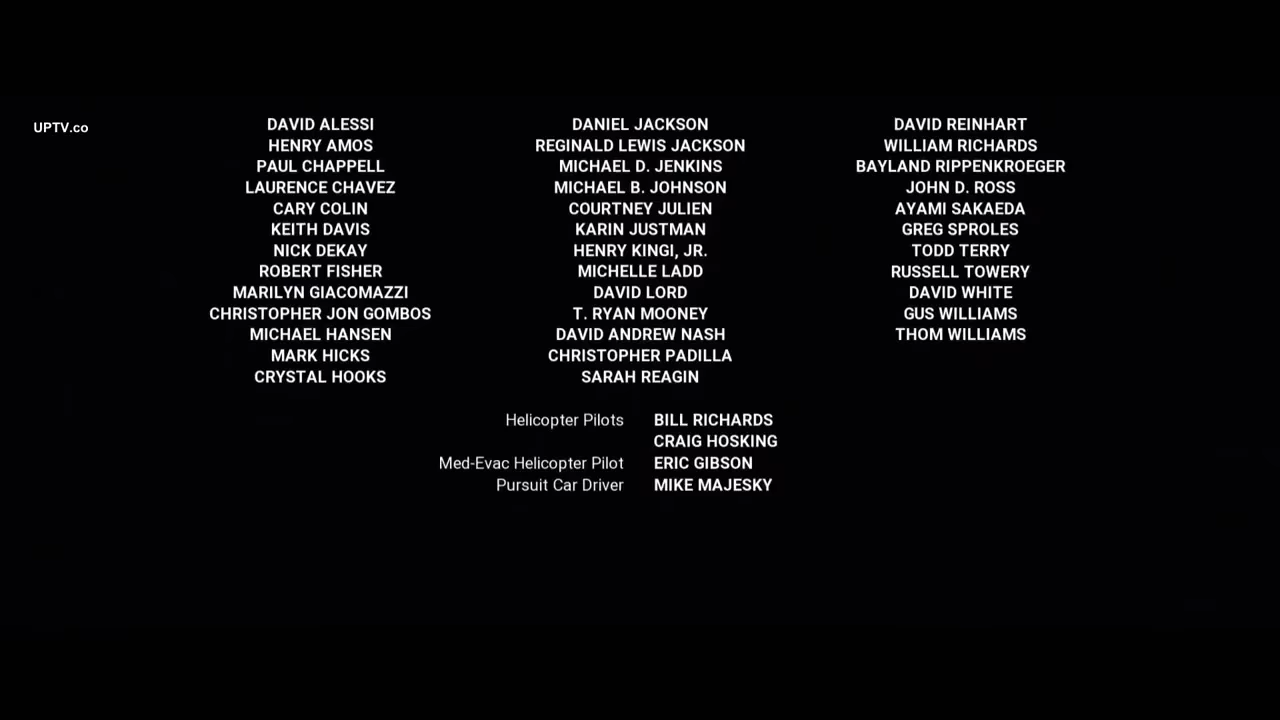 UPTV.co
DAVID ALESSI DANIEL JACKSON DAVID REINHART
HENRY AMOS REGINALD LEWIS JACKSON WILLIAM RICHARDS
PAUL CHAPPELL MICHAEL D. JENKINS BAYLAND RIPPENKROEGER
LAURENCE CHAVEZ MICHAEL B. JOHNSON JOHN D. ROSS
CARY COLIN COURTNEY JULIEN AYAMI SAKAEDA
KEITH DAVIS KARIN JUSTMAN GREG SPROLES
NICK DEKAY HENRY KINGI, JR. TODD TERRY
ROBERT FISHER MICHELLE LADD RUSSELL TOWERY
MARILYN GIACOMAZZI DAVID LORD DAVID WHITE
CHRISTOPHER JON GOMBOS T. RYAN MOONEY GUS WILLIAMS
MICHAEL HANSEN DAVID ANDREW NASH THOM WILLIAMS
MARK HICKS CHRISTOPHER PADILLA
CRYSTAL HOOKS SARAH REAGIN
Helicopter Pilots BILL RICHARDS
CRAIG HOSKING
Med-Evac Helicopter Pilot ERIC GIBSON
Pursuit Car Driver MIKE MAJESKY